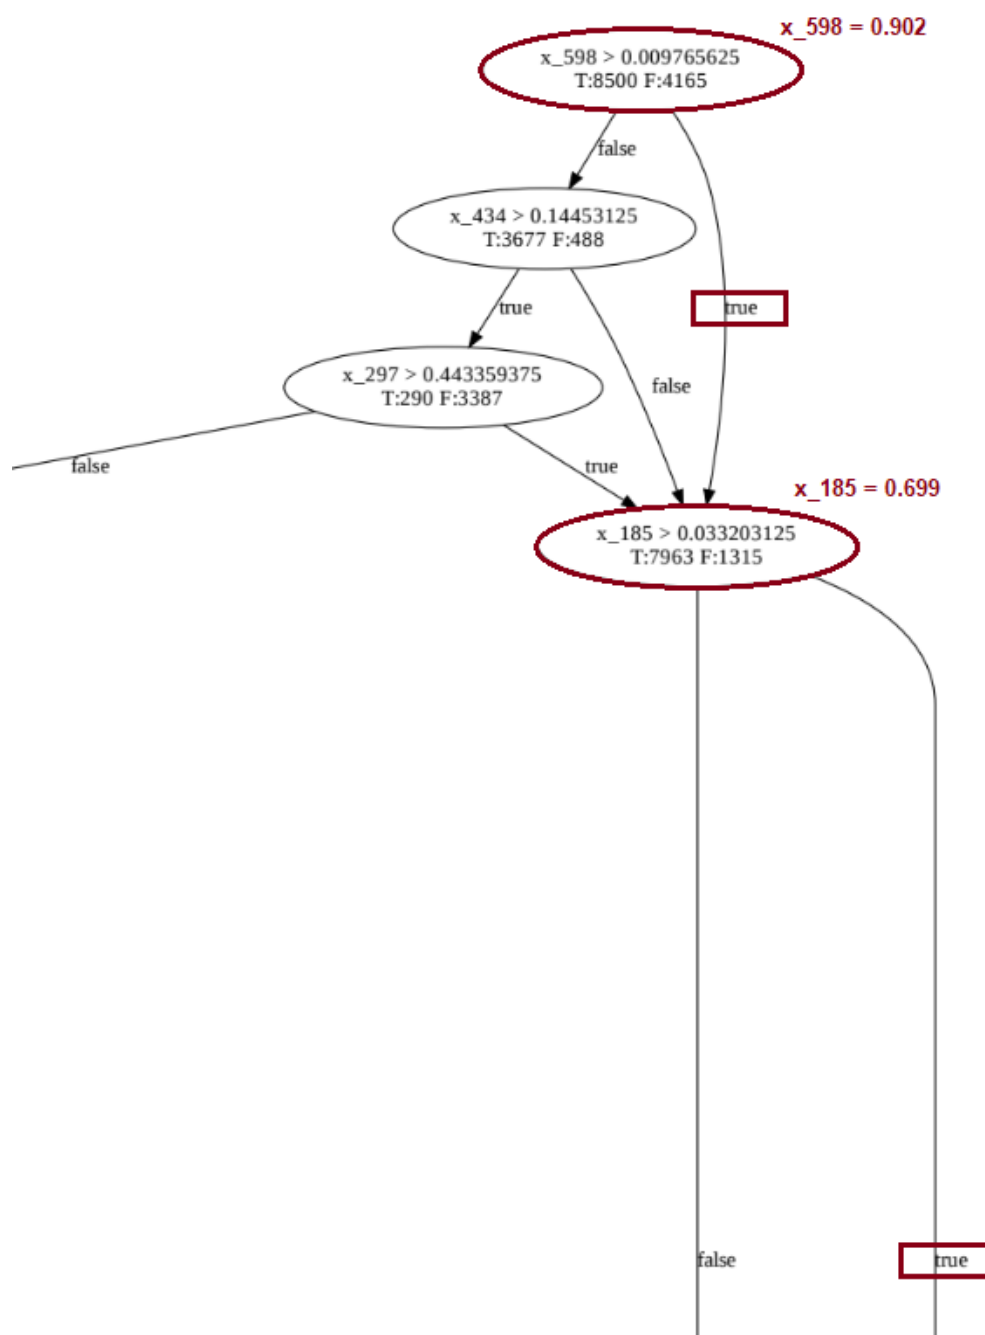 x_598 = 0.902
x_598 > 0.009765625
T:8500 F:4165
false
x_434 > 0.14453125
T:3677 F:488
true
true
x_297 > 0.443359375
T:290 F:3387
false
false
true
x_185 = 0.699
x_185 > 0.033203125
T:7963 F:1315
false
true